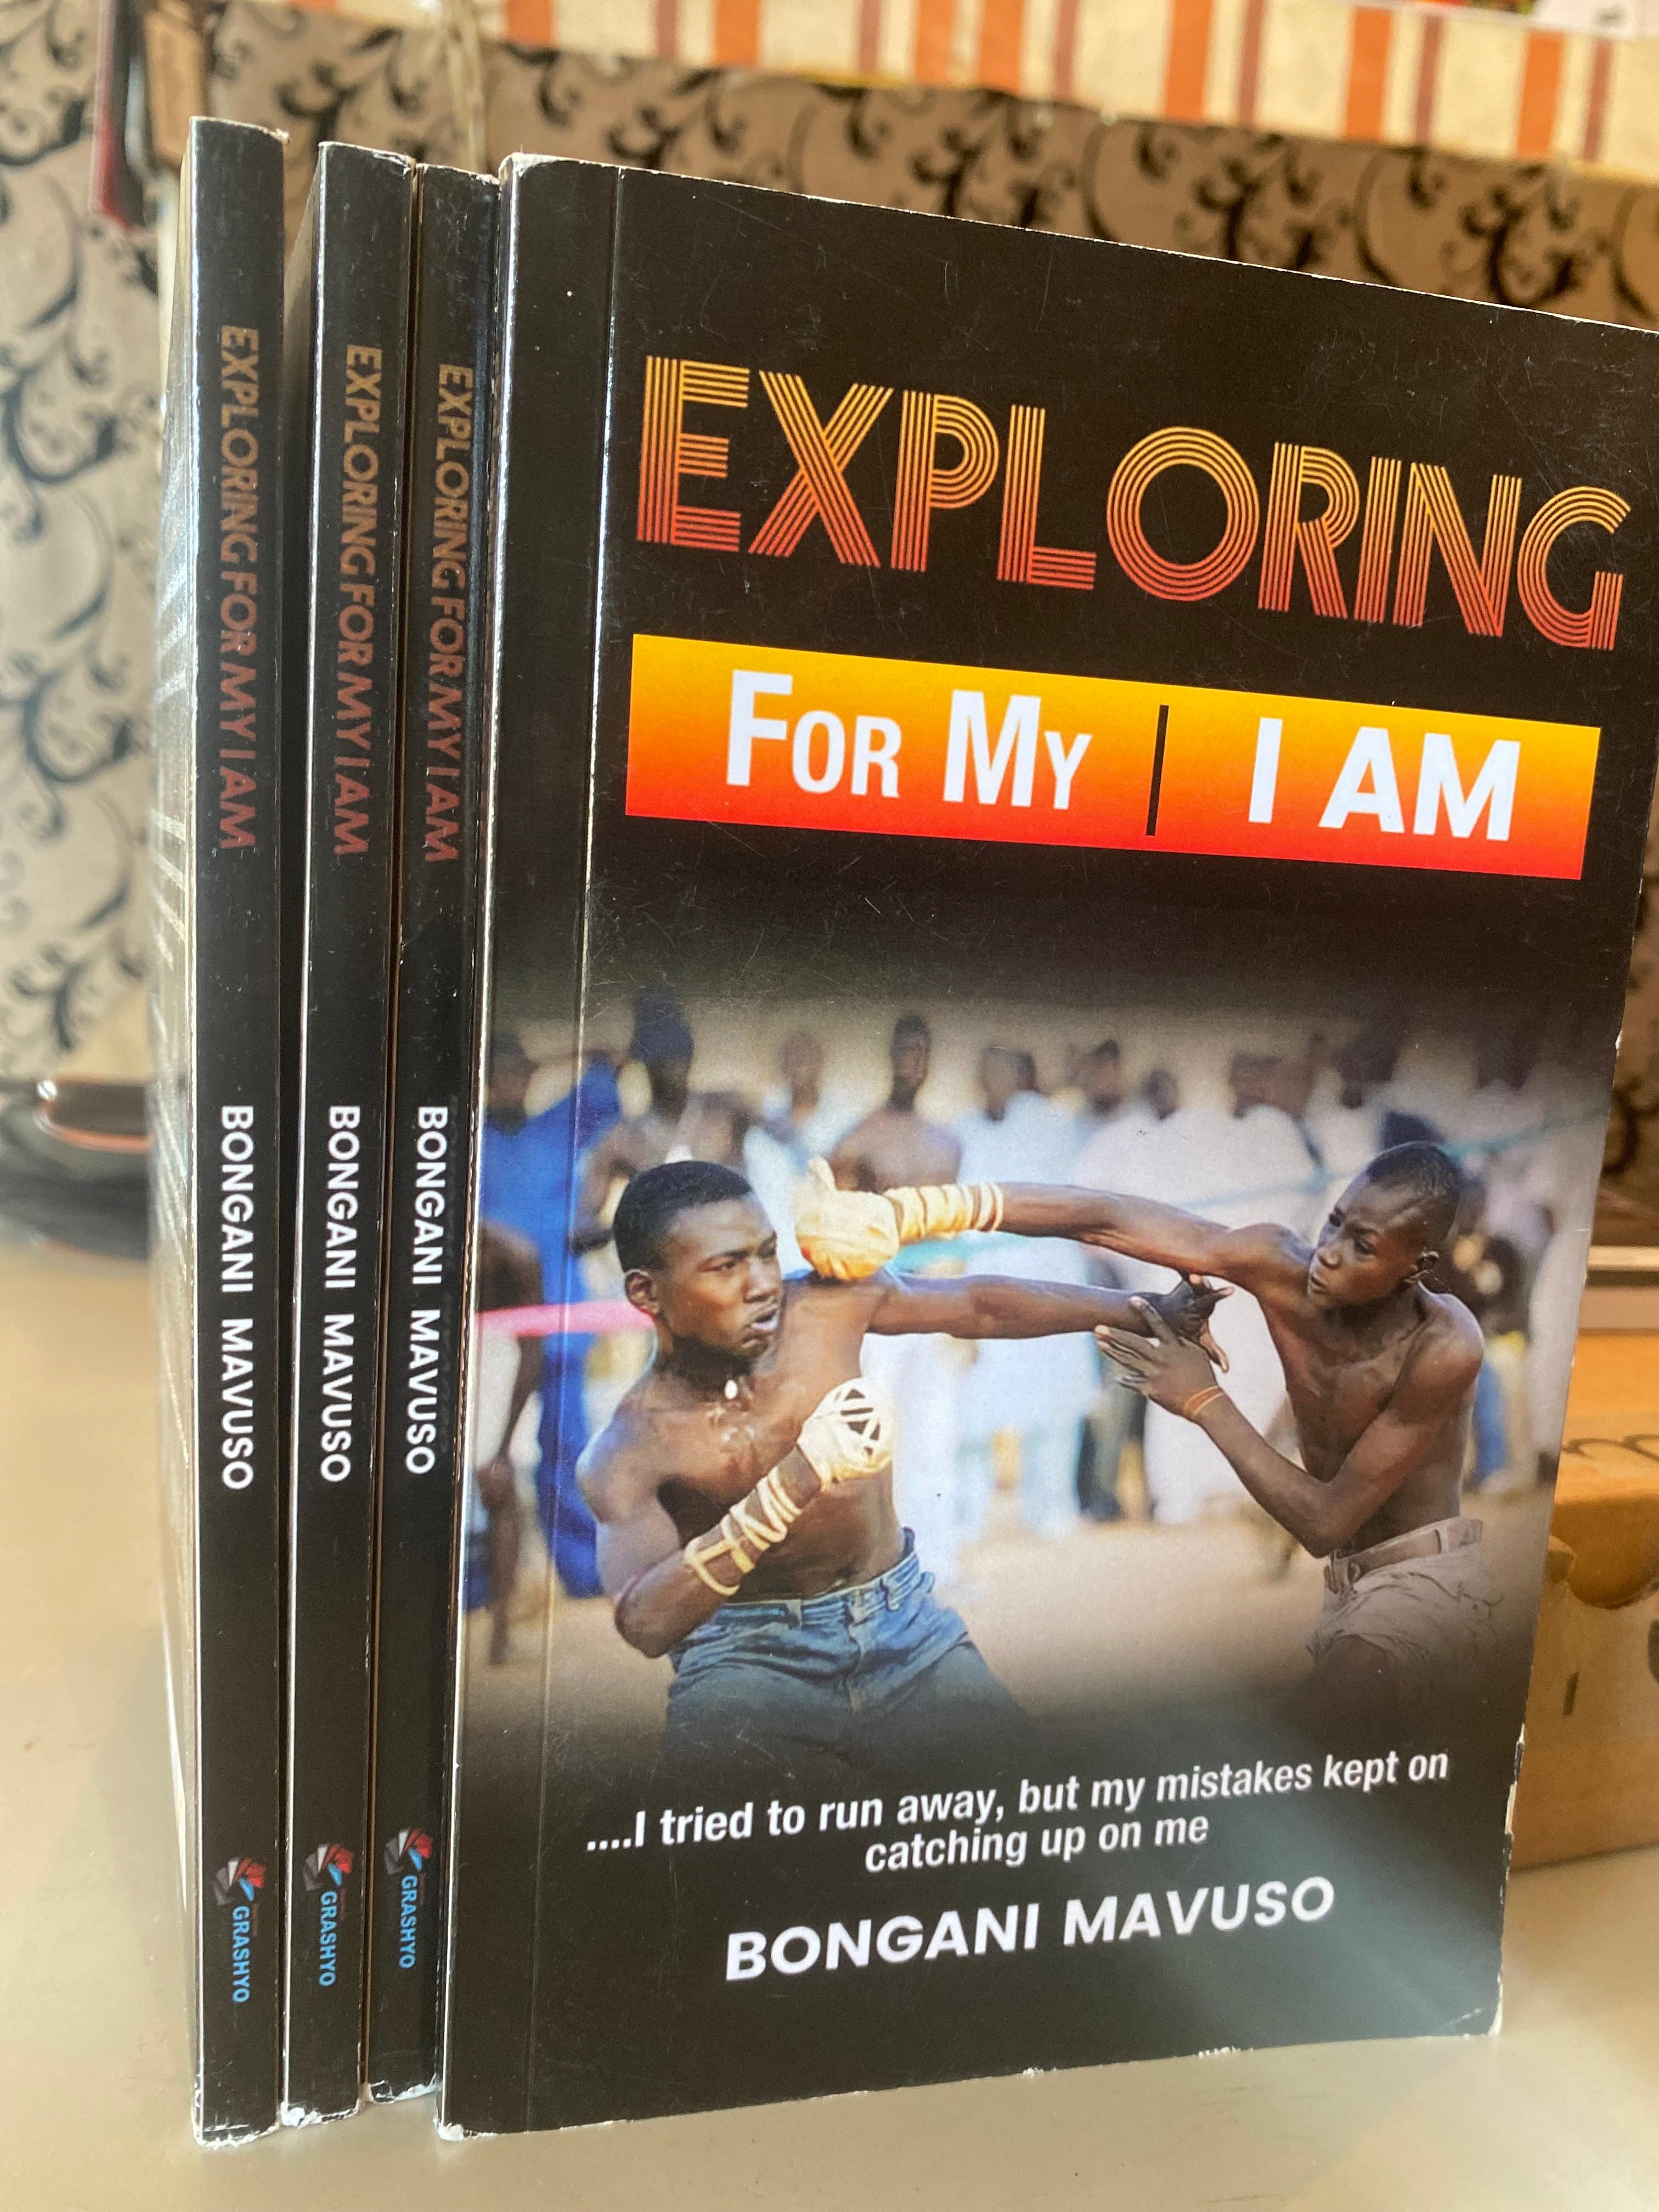 EXPLORING FOR MY I AM
BONGANI MAVUSO
GRASHYO
EXPLORING FOR MY I AM
BONGANI MAVUSO
GRASHYO
EXPLORING FOR MY I AM
BONGANI MAVUSO
GRASHYO
EXPLORING
FOR MY | I AM
....I tried to run away, but my mistakes kept on
catching up on me
BONGANI MAVUSO